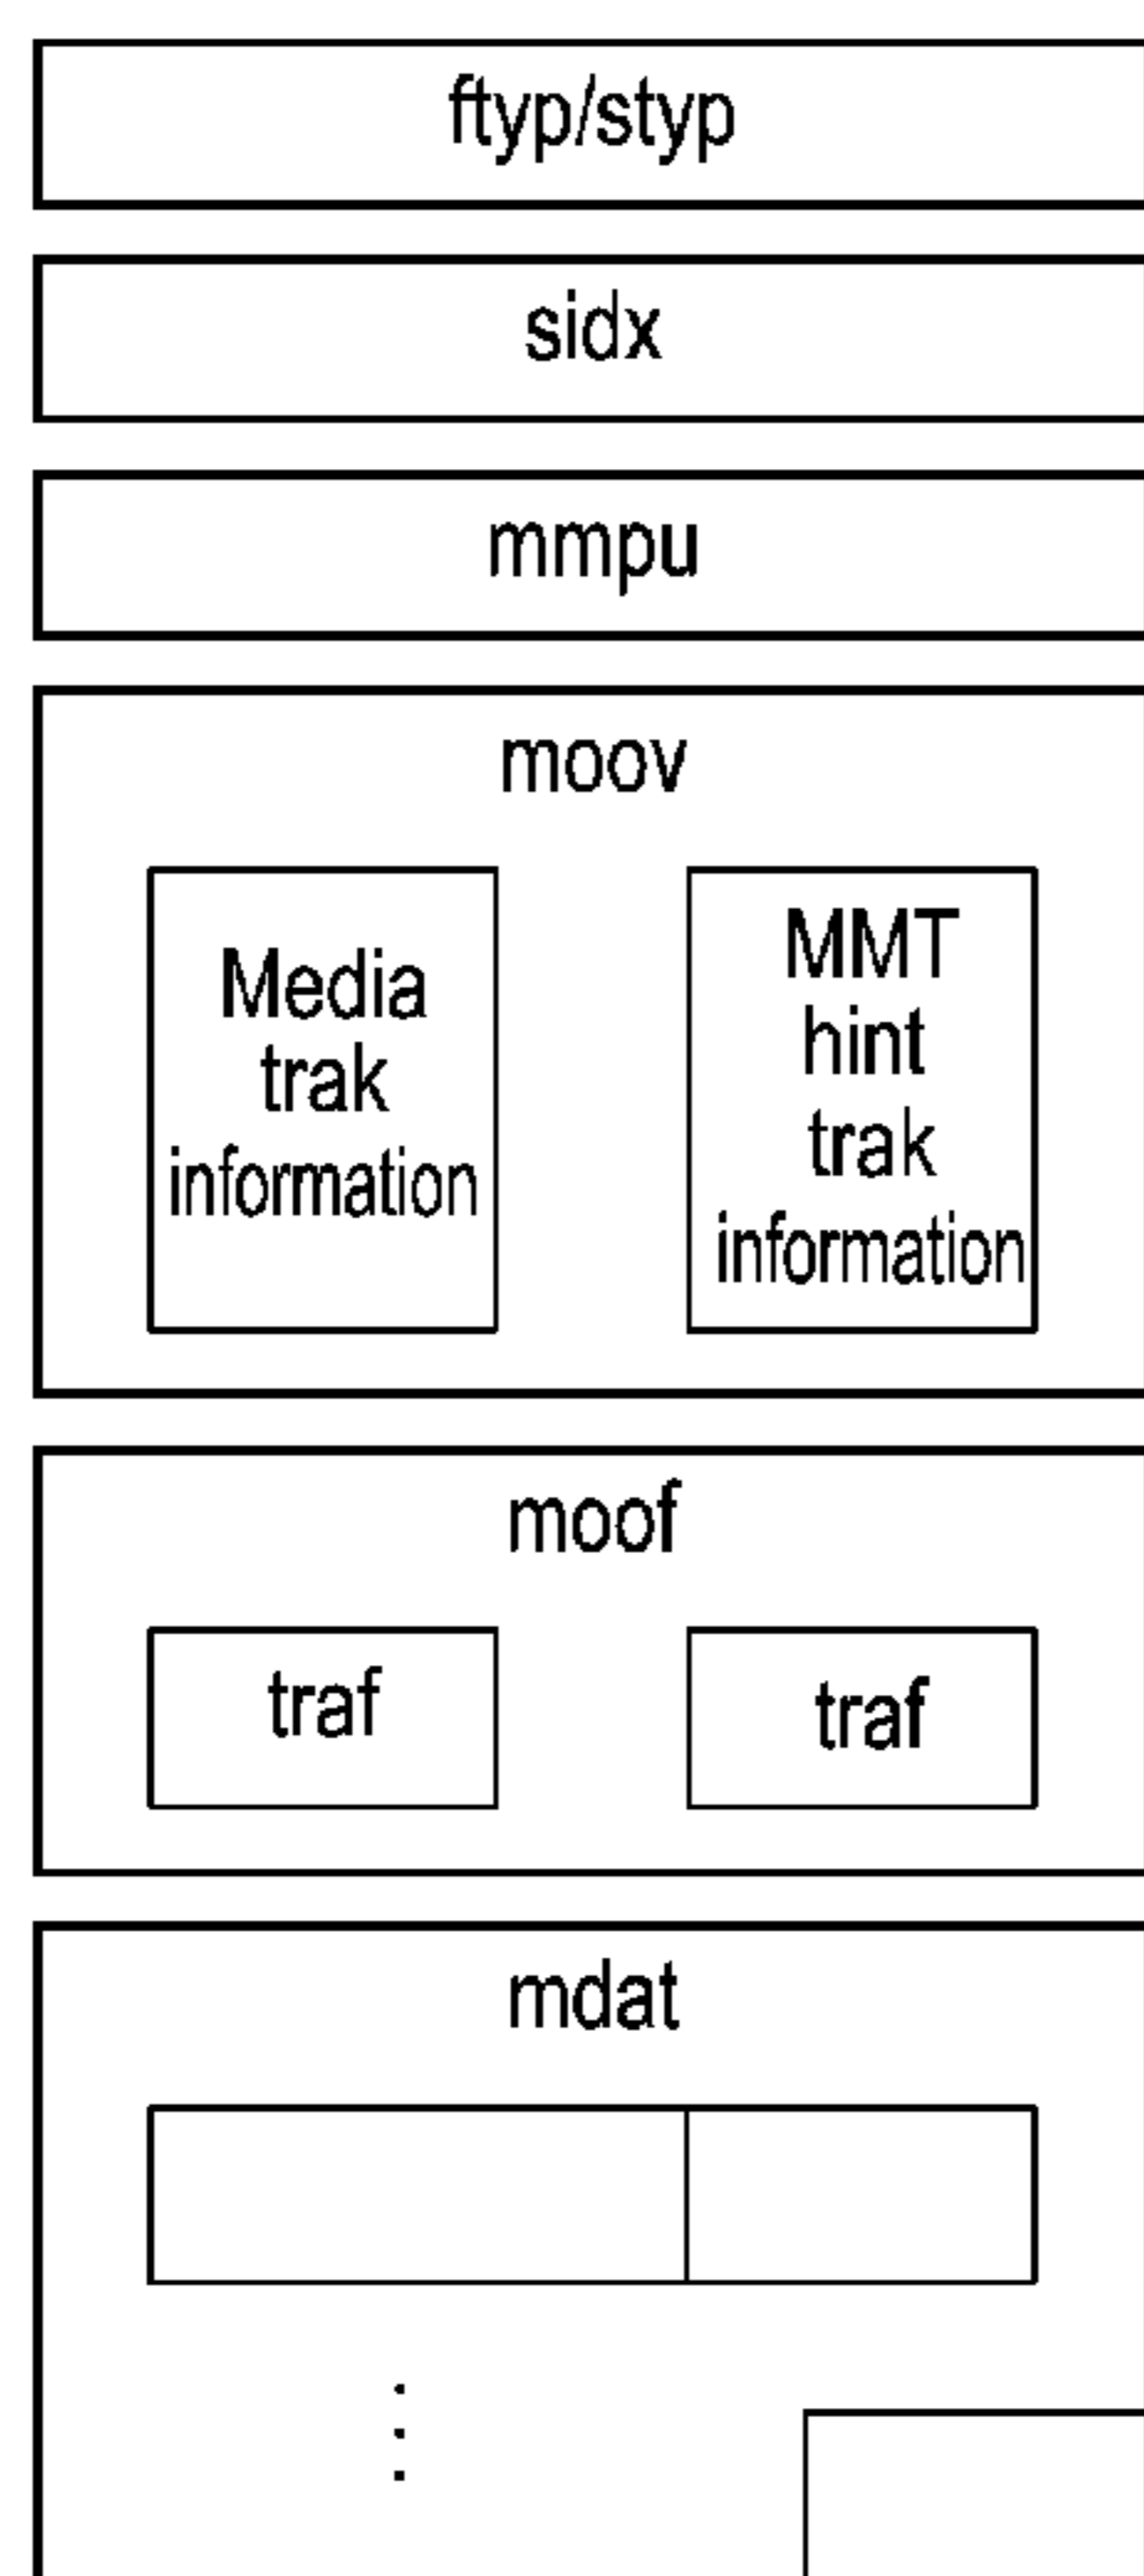 ftyp/styp
sidx
mmpu
moov
Media
trak
information
MMT
hint
trak
information
moof
traf
traf
mdat